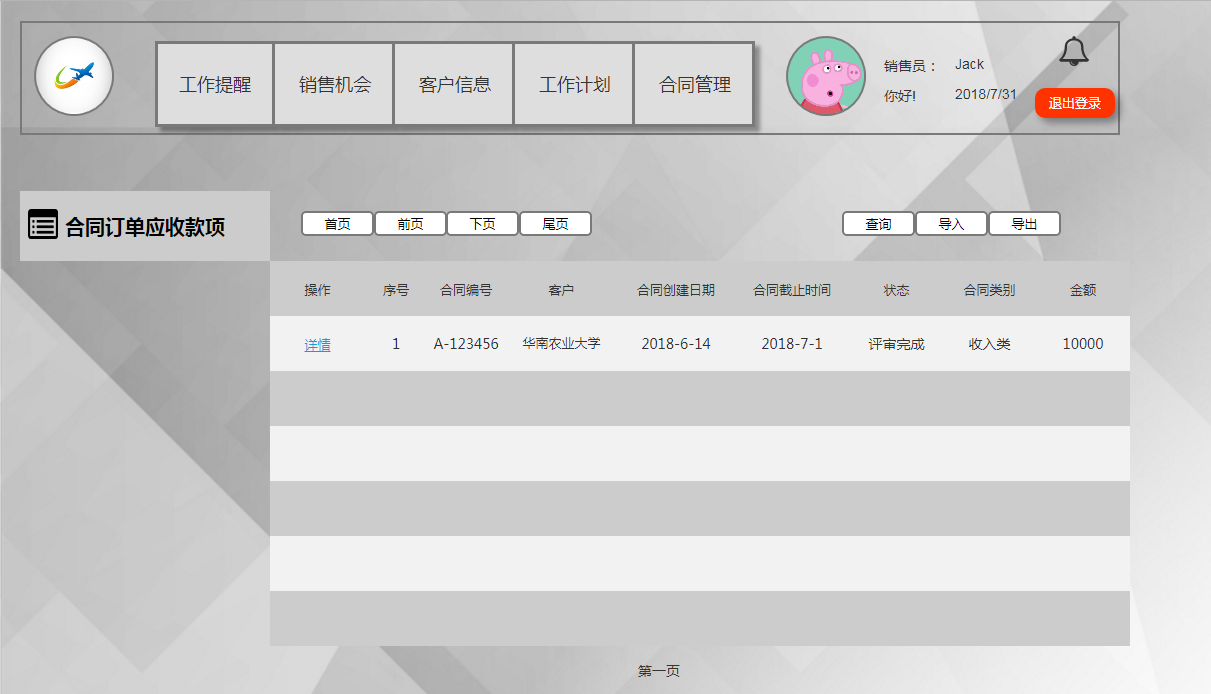 工作提醒 销售机会 客户信息 工作计划 合同管理
销售员： Jack
你好! 2018/7/31
退出登录
合同订单应收款项
首页 前页 下页 尾页 查询 导入 导出
操作 序号 合同编号 客户 合同创建日期 合同截止时间 状态 合同类别 金额
详情 1 A-123456 华南农业大学 2018-6-14 2018-7-1 评审完成 收入类 10000
第一页